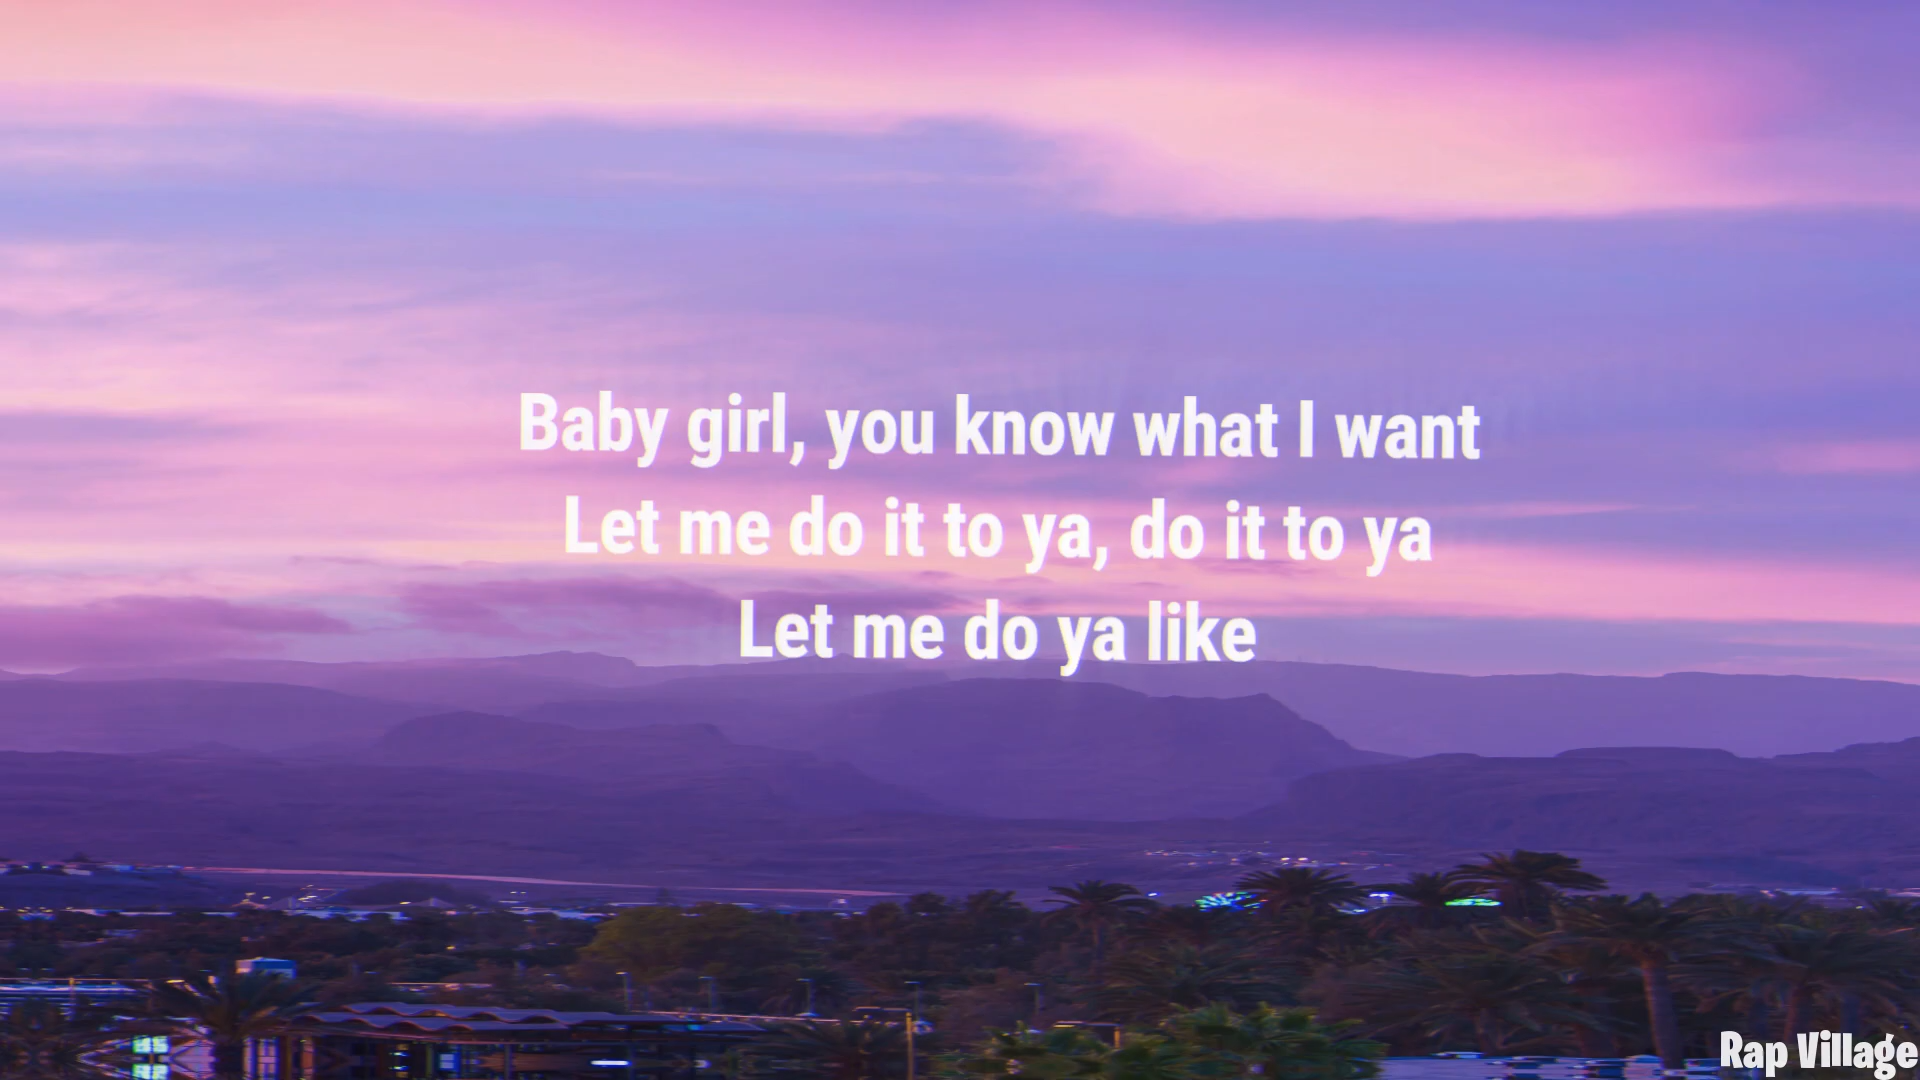 Baby girl, you know what I want
Let me do it to ya, do it to ya
Let me do ya like
Rap Village